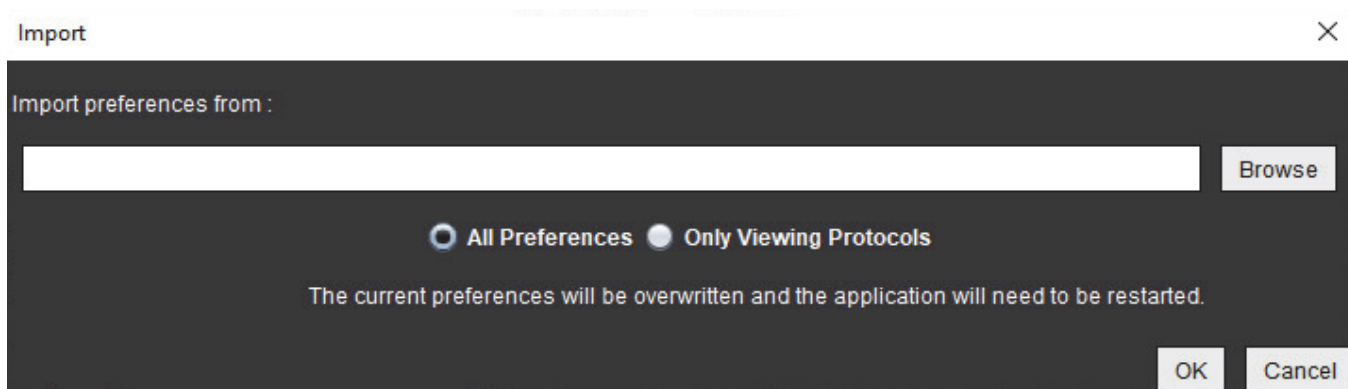 Import
Import preferences from :
Browse
All Preferences Only Viewing Protocols
The current preferences will be overwritten and the application will need to be restarted.
OK Cancel